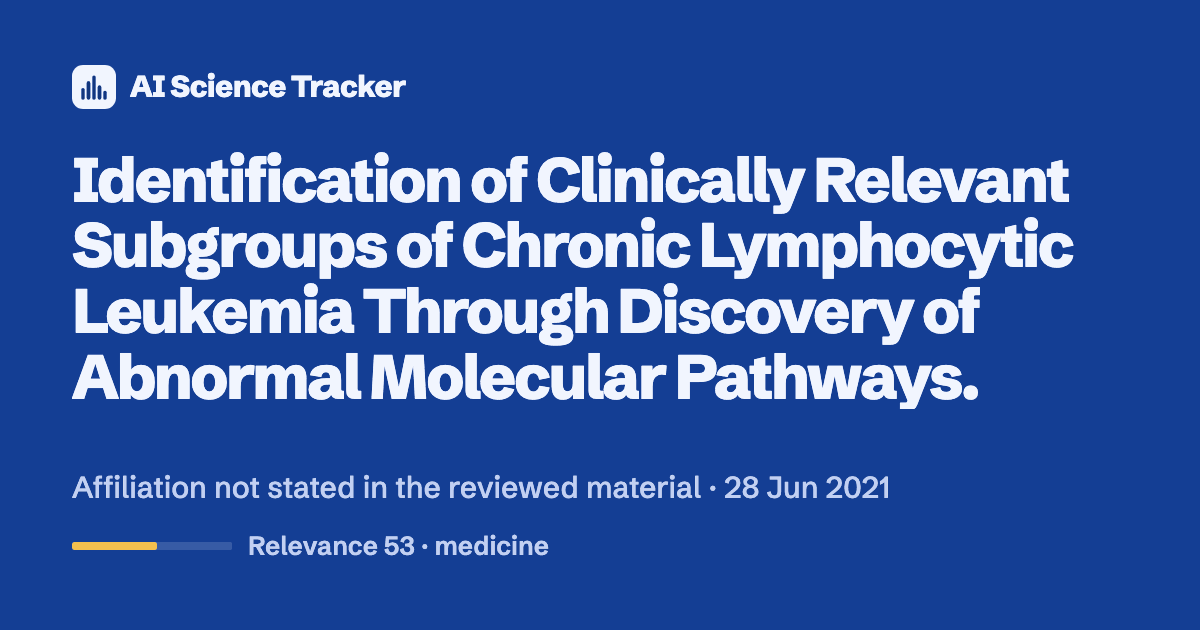 AI Science Tracker
Identification of Clinically Relevant
Subgroups of Chronic Lymphocytic
Leukemia Through Discovery of
Abnormal Molecular Pathways.
Affiliation not stated in the reviewed material · 28 Jun 2021
Relevance 53 · medicine